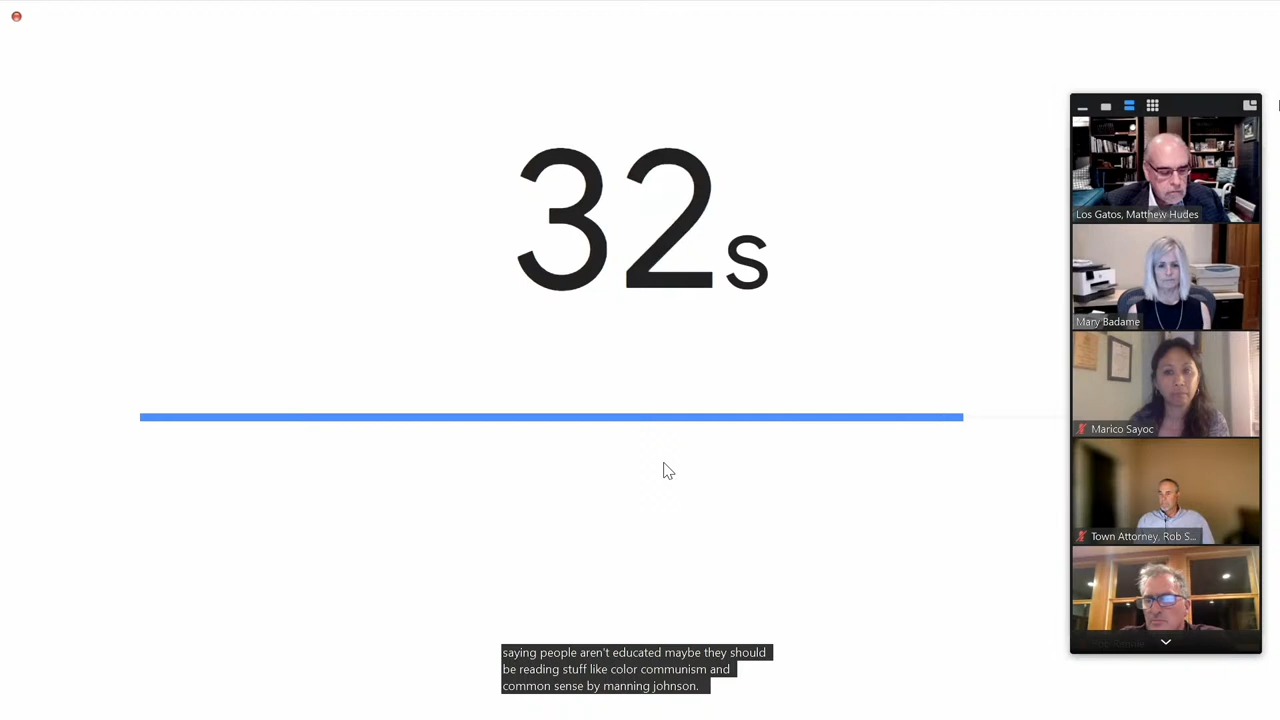 32s
Los Gatos, Matthew Hudes
Mary Badame
Marico Sayoc
Town Attorney, Rob S...
saying people aren't educated maybe they should
be reading stuff like color communism and
common sense by manning johnson.